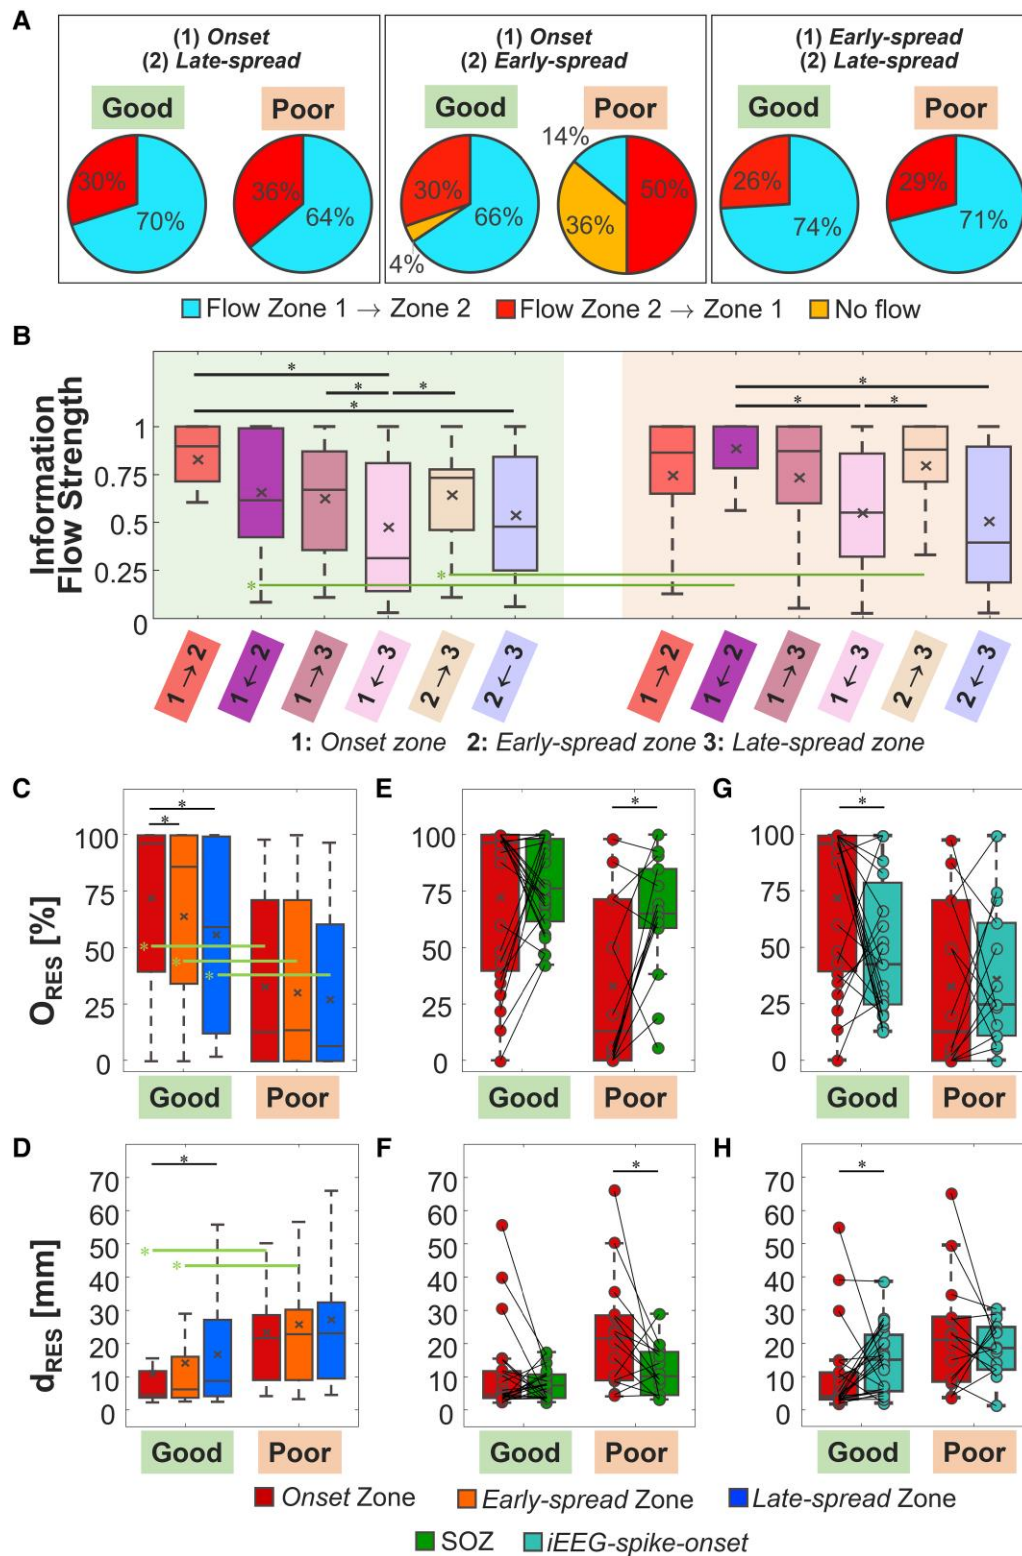 A
(1) Onset
(2) Late-spread
Good
Poor
30%
70%
36%
64%
(1) Onset
(2) Early-spread
Good
Poor
30%
66%
4%
14%
36%
50%
(1) Early-spread
(2) Late-spread
Good
Poor
26%
74%
29%
71%
Flow Zone 1 → Zone 2
Flow Zone 2 → Zone 1
No flow
B
Information
Flow Strength
1
0.75
0.5
0.25
0
*
*
*
*
*
*
*
*
*
1 → 2
1 ← 2
1 → 3
1 ← 3
2 → 3
2 ← 3
1 → 2
1 ← 2
1 → 3
1 ← 3
2 → 3
2 ← 3
1: Onset zone 2: Early-spread zone 3: Late-spread zone
C
E
G
O_RES [%]
100
75
50
25
0
*
*
*
*
*
Good
Poor
100
75
50
25
0
*
Good
Poor
100
75
50
25
0
*
Good
Poor
D
F
H
d_RES [mm]
70
60
50
40
30
20
10
0
*
*
*
Good
Poor
70
60
50
40
30
20
10
0
*
Good
Poor
70
60
50
40
30
20
10
0
*
Good
Poor
Onset Zone
Early-spread Zone
Late-spread Zone
SOZ
iEEG-spike-onset